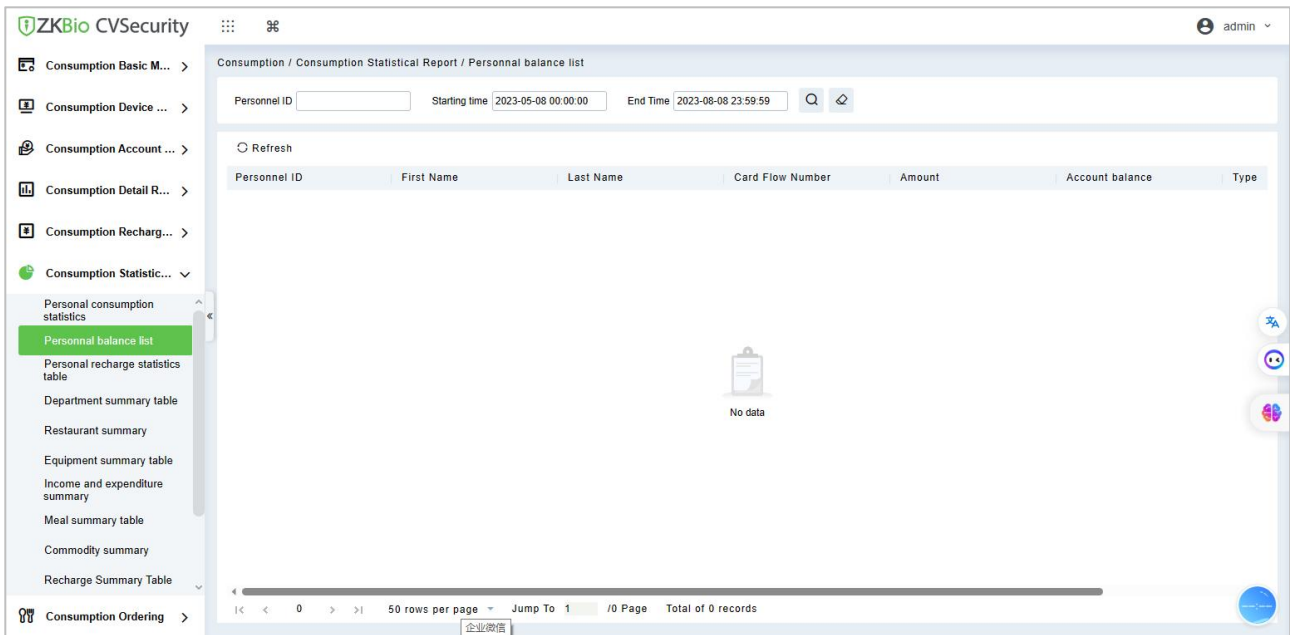 ZKBio CVSecurity
admin
Consumption Basic M...
Consumption Device ...
Consumption Account ...
Consumption Detail R...
Consumption Recharg...
Consumption Statistic...
Personal consumption
statistics
Personnal balance list
Personal recharge statistics
table
Department summary table
Restaurant summary
Equipment summary table
Income and expenditure
summary
Meal summary table
Commodity summary
Recharge Summary Table
Consumption Ordering
Consumption / Consumption Statistical Report / Personnal balance list
Personnel ID Starting time 2023-05-08 00:00:00 End Time 2023-08-08 23:59:59
Refresh
Personnel ID First Name Last Name Card Flow Number Amount Account balance Type
No data
0 50 rows per page Jump To 1 /0 Page Total of 0 records
企业微信